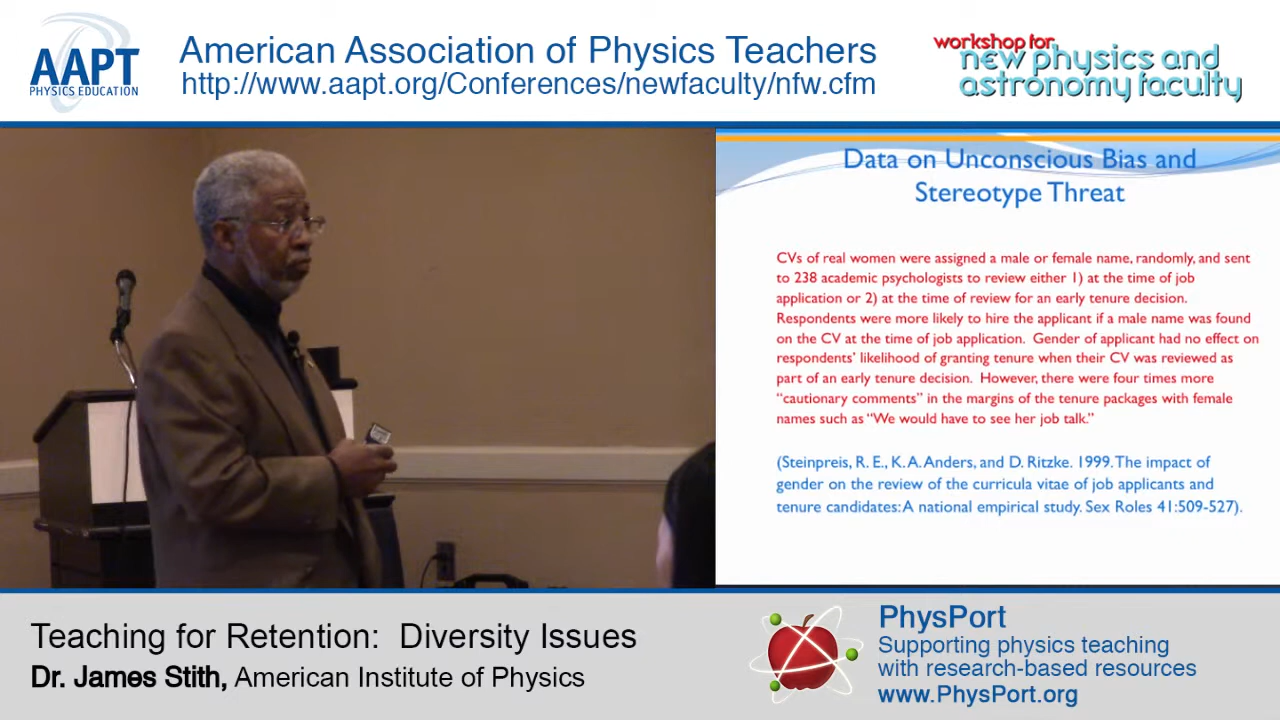 AAPT
PHYSICS EDUCATION
American Association of Physics Teachers
http://www.aapt.org/Conferences/newfaculty/nfw.cfm
workshop for
new physics and
astronomy faculty
Data on Unconscious Bias and
Stereotype Threat
CVs of real women were assigned a male or female name, randomly, and sent
to 238 academic psychologists to review either 1) at the time of job
application or 2) at the time of review for an early tenure decision.
Respondents were more likely to hire the applicant if a male name was found
on the CV at the time of job application. Gender of applicant had no effect on
respondents' likelihood of granting tenure when their CV was reviewed as
part of an early tenure decision. However, there were four times more
“cautionary comments” in the margins of the tenure packages with female
names such as “We would have to see her job talk.”
(Steinpreis, R. E., K. A. Anders, and D. Ritzke. 1999. The impact of
gender on the review of the curricula vitae of job applicants and
tenure candidates: A national empirical study. Sex Roles 41:509-527).
Teaching for Retention: Diversity Issues
Dr. James Stith, American Institute of Physics
PhysPort
Supporting physics teaching
with research-based resources
www.PhysPort.org